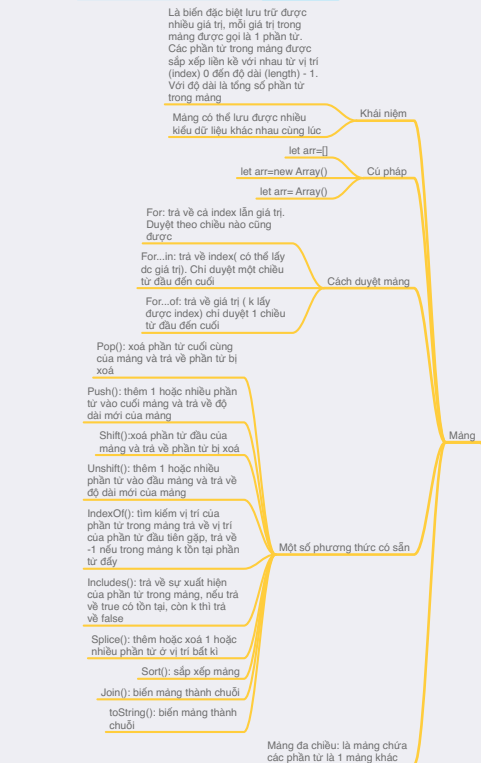 Là biến đặc biệt lưu trữ được
nhiều giá trị, mỗi giá trị trong
mảng được gọi là 1 phần tử.
Các phần tử trong mảng được
sắp xếp liền kề với nhau từ vị trí
(index) 0 đến độ dài (length) - 1.
Với độ dài là tổng số phần tử
trong mảng
Mảng có thể lưu được nhiều
kiểu dữ liệu khác nhau cùng lúc
Khái niệm
let arr=[]
let arr=new Array()
let arr= Array()
Cú pháp
For: trả về cả index lẫn giá trị.
Duyệt theo chiều nào cũng
được
For...in: trả về index( có thể lấy
dc giá trị). Chỉ duyệt một chiều
từ đầu đến cuối
For...of: trả về giá trị ( k lấy
được index) chỉ duyệt 1 chiều
từ đầu đến cuối
Cách duyệt mảng
Pop(): xoá phần tử cuối cùng
của mảng và trả về phần tử bị
xoá
Push(): thêm 1 hoặc nhiều phần
tử vào cuối mảng và trả về độ
dài mới của mảng
Shift():xoá phần tử đầu của
mảng và trả về phần tử bị xoá
Unshift(): thêm 1 hoặc nhiều
phần tử vào đầu mảng và trả về
độ dài mới của mảng
IndexOf(): tìm kiếm vị trí của
phần tử trong mảng trả về vị trí
của phần tử đầu tiên gặp, trả về
-1 nếu trong mảng k tồn tại phần
tử đấy
Includes(): trả về sự xuất hiện
của phần tử trong mảng, nếu trả
về true có tồn tại, còn k thì trả
về false
Splice(): thêm hoặc xoá 1 hoặc
nhiều phần tử ở vị trí bất kì
Sort(): sắp xếp mảng
Join(): biến mảng thành chuỗi
toString(): biến mảng thành
chuỗi
Một số phương thức có sẵn
Mảng
Mảng đa chiều: là mảng chứa
các phần tử là 1 mảng khác